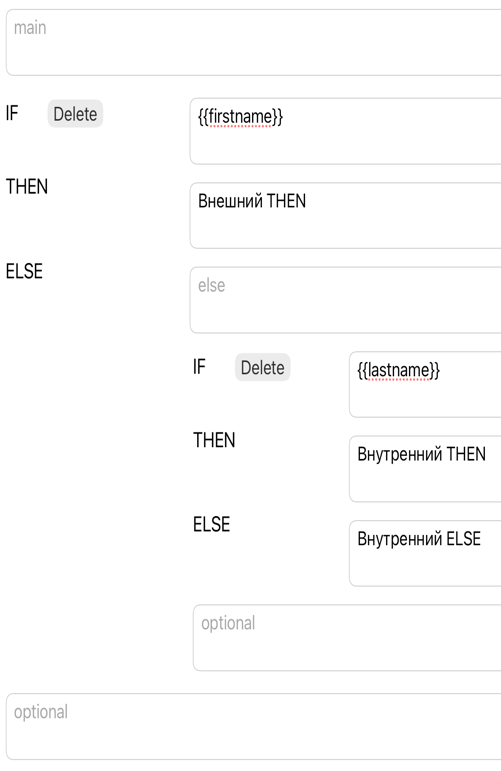 main
IF Delete {{firstname}}
THEN Внешний THEN
ELSE else
IF Delete {{lastname}}
THEN Внутренний THEN
ELSE Внутренний ELSE
optional
optional